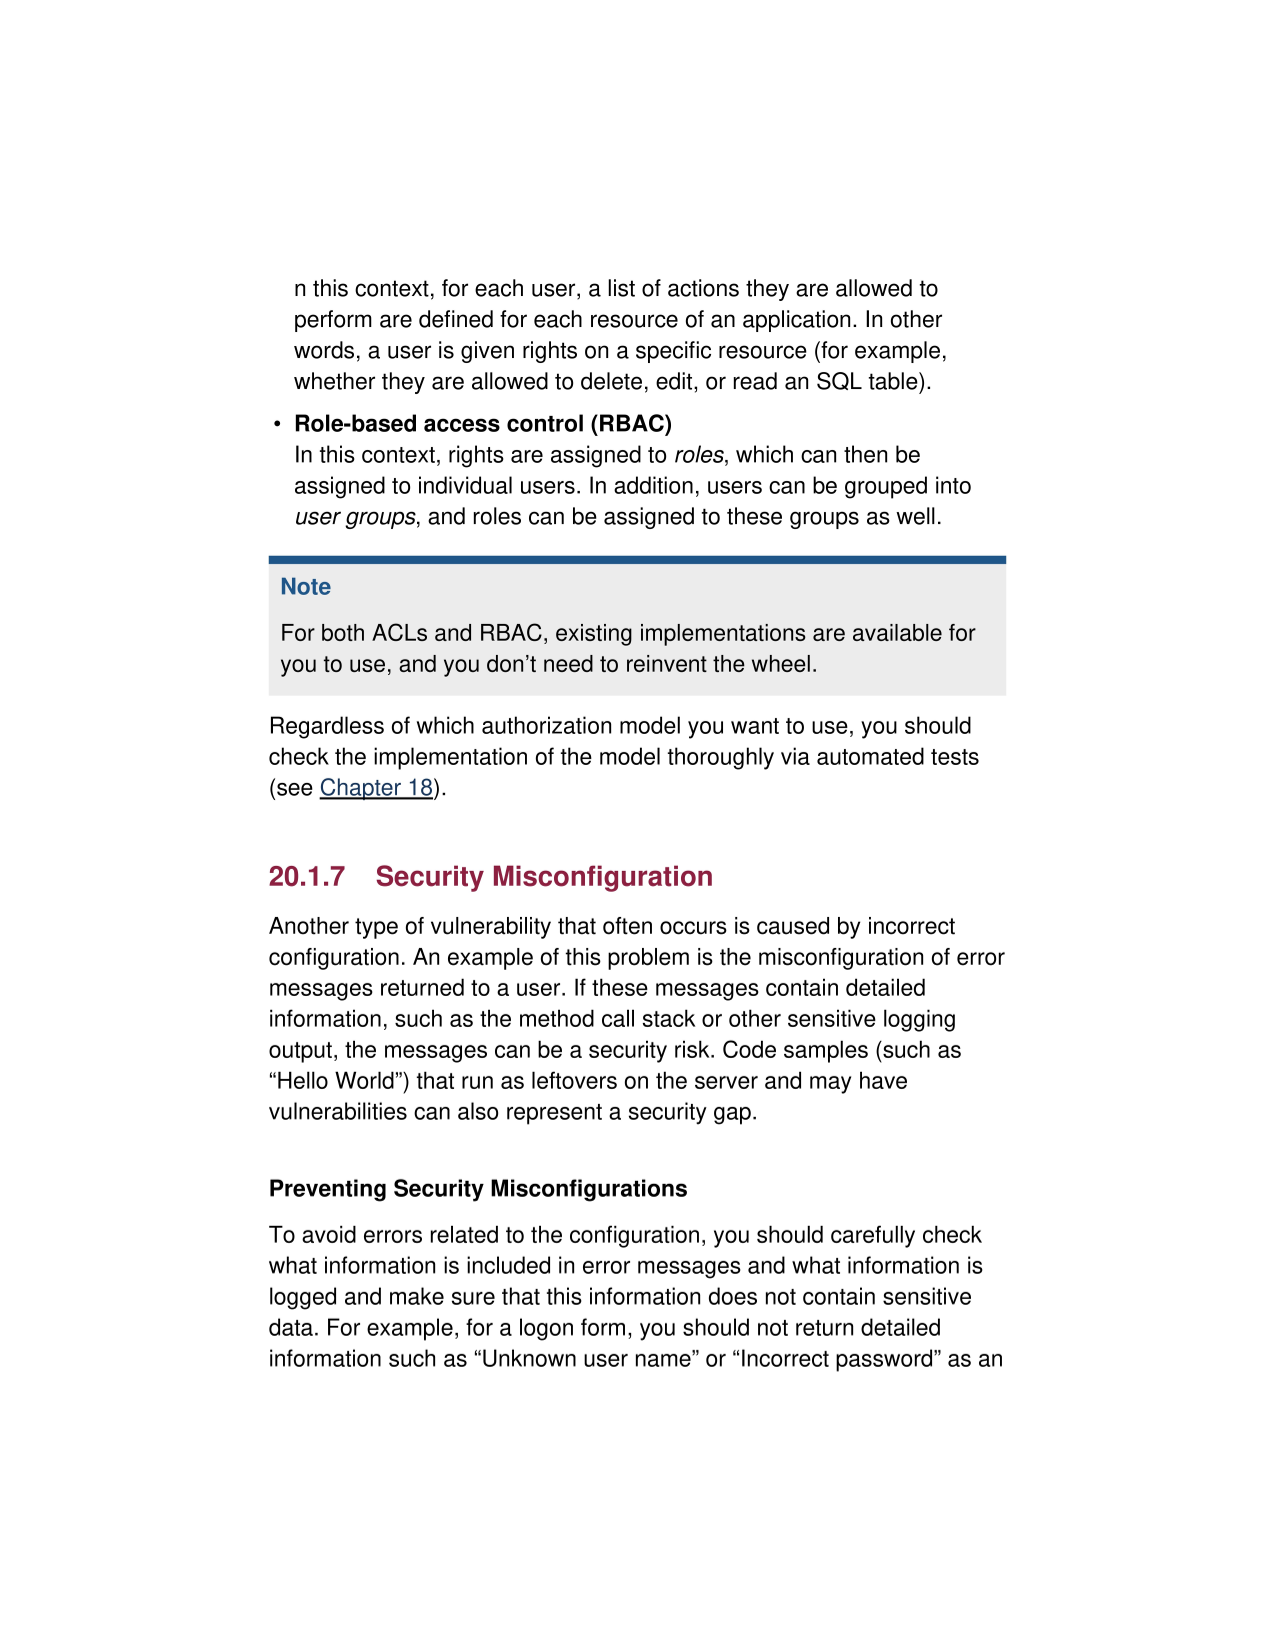 n this context, for each user, a list of actions they are allowed to
perform are defined for each resource of an application. In other
words, a user is given rights on a specific resource (for example,
whether they are allowed to delete, edit, or read an SQL table).
• Role-based access control (RBAC)
In this context, rights are assigned to roles, which can then be
assigned to individual users. In addition, users can be grouped into
user groups, and roles can be assigned to these groups as well.
Note
For both ACLs and RBAC, existing implementations are available for
you to use, and you don’t need to reinvent the wheel.
Regardless of which authorization model you want to use, you should
check the implementation of the model thoroughly via automated tests
(see Chapter 18).
20.1.7 Security Misconfiguration
Another type of vulnerability that often occurs is caused by incorrect
configuration. An example of this problem is the misconfiguration of error
messages returned to a user. If these messages contain detailed
information, such as the method call stack or other sensitive logging
output, the messages can be a security risk. Code samples (such as
“Hello World”) that run as leftovers on the server and may have
vulnerabilities can also represent a security gap.
Preventing Security Misconfigurations
To avoid errors related to the configuration, you should carefully check
what information is included in error messages and what information is
logged and make sure that this information does not contain sensitive
data. For example, for a logon form, you should not return detailed
information such as “Unknown user name” or “Incorrect password” as an